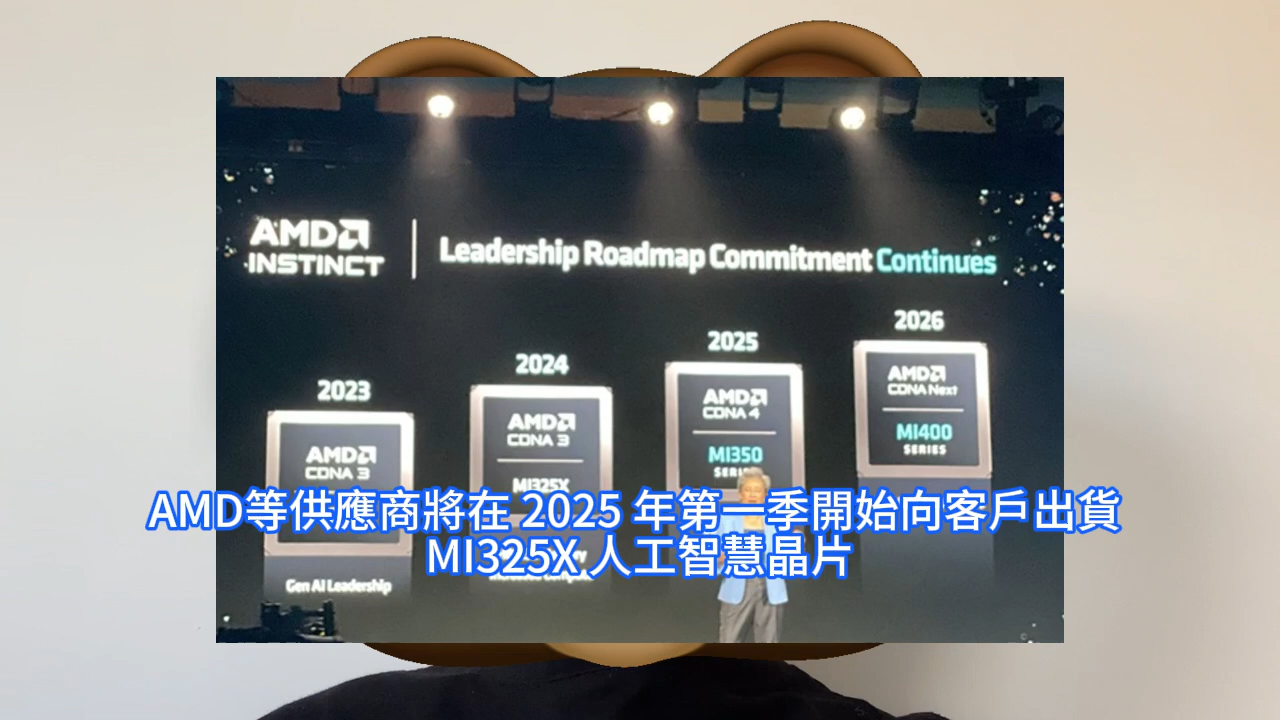 AMD
INSTINCT
Leadership Roadmap Commitment Continues
2023
AMD
CDNA 3
Gen AI Leadership
2024
AMD
CDNA 3
MI325X
2025
AMD
CDNA 4
MI350
SERIES
2026
AMD
CDNA Next
MI400
SERIES
AMD等供應商將在 2025 年第一季開始向客戶出貨
MI325X 人工智慧晶片